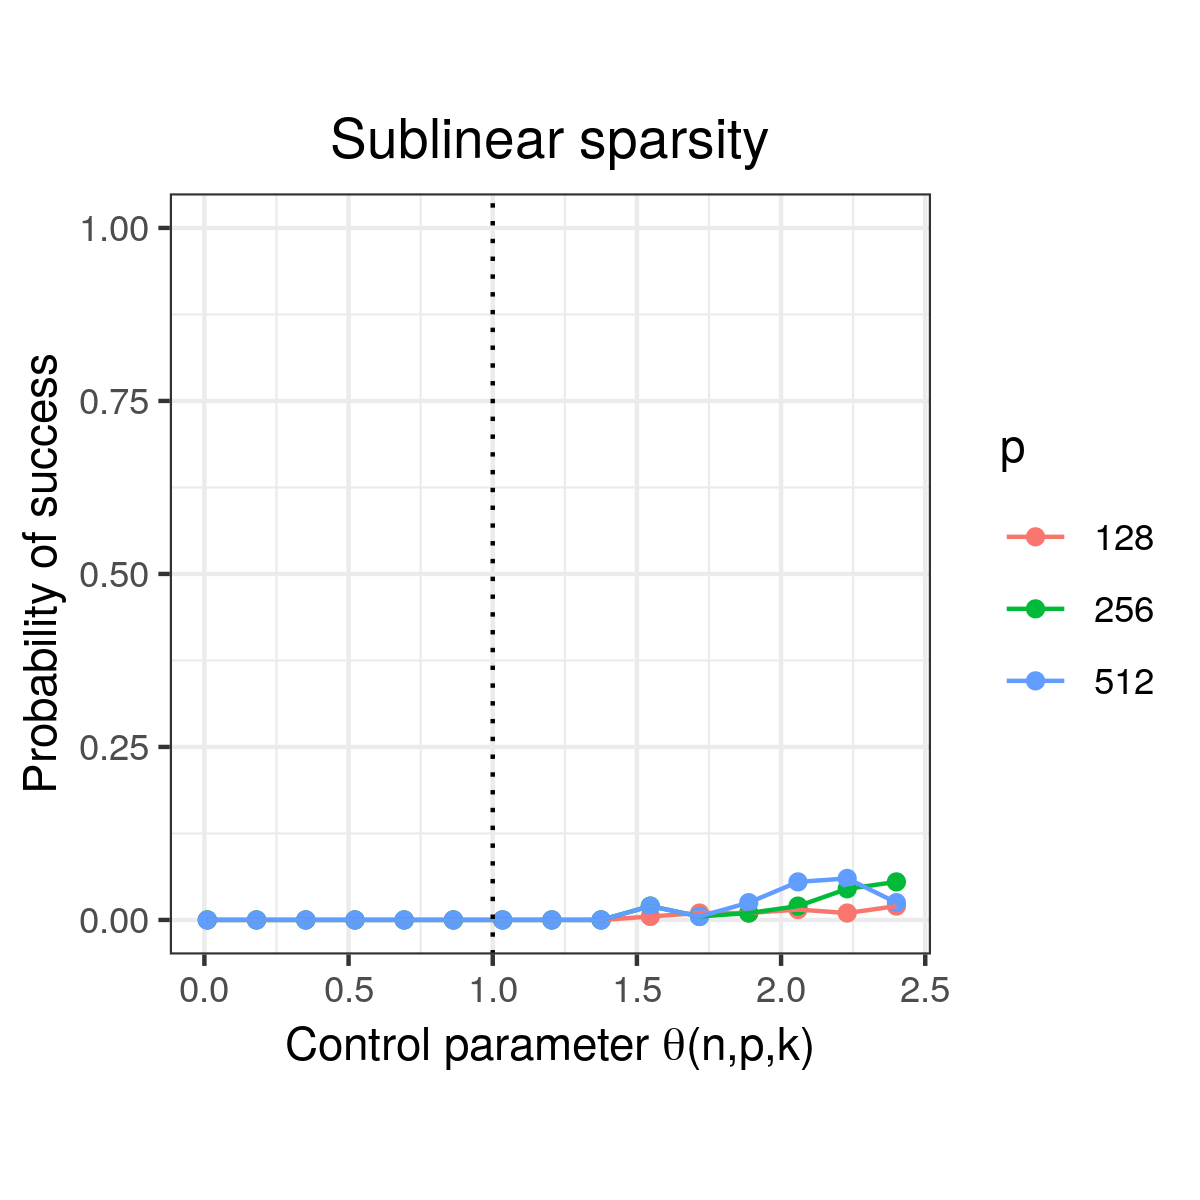 Sublinear sparsity
Probability of success
1.00
0.75
0.50
0.25
0.00
0.0 0.5 1.0 1.5 2.0 2.5
Control parameter θ(n,p,k)
p
128
256
512